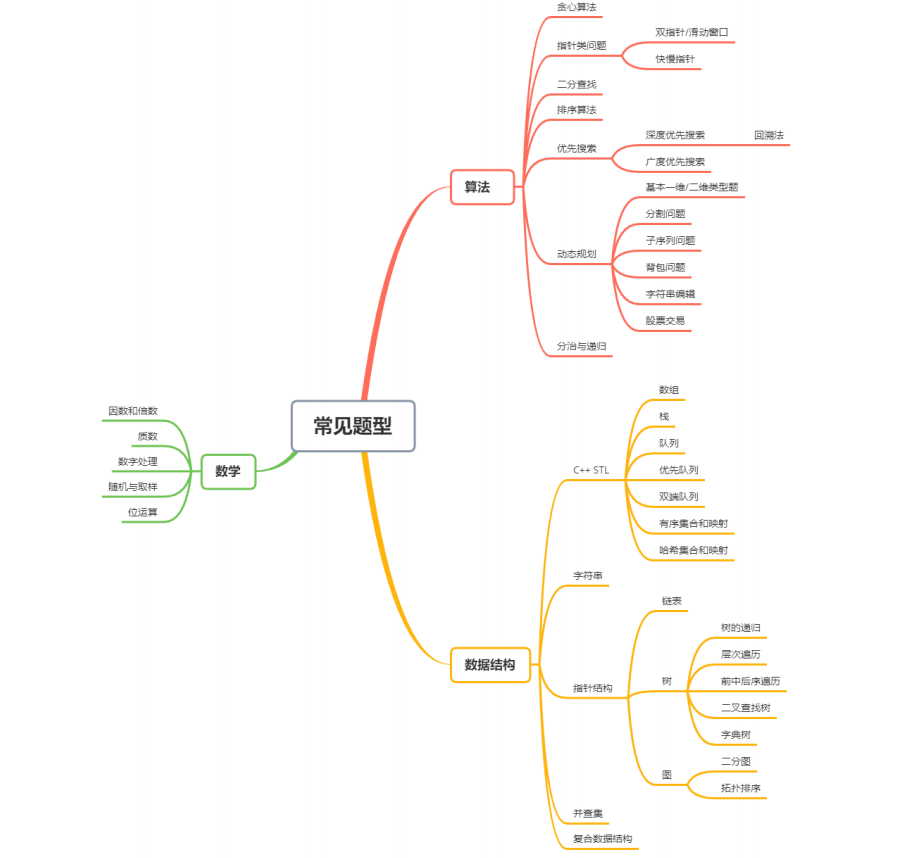 贪心算法
双指针/滑动窗口
指针类问题
快慢指针
二分查找
排序算法
深度优先搜索
回溯法
优先搜索
广度优先搜索
算法
基本一维/二维类型题
分割问题
子序列问题
动态规划
背包问题
字符串编辑
股票交易
分治与递归
常见题型
因数和倍数
质数
数学
数字处理
随机与取样
位运算
数组
栈
队列
C++ STL
优先队列
双端队列
有序集合和映射
哈希集合和映射
字符串
链表
树的递归
数据结构
层次遍历
指针结构
树
前中后序遍历
二叉查找树
字典树
二分图
图
拓扑排序
并查集
复合数据结构